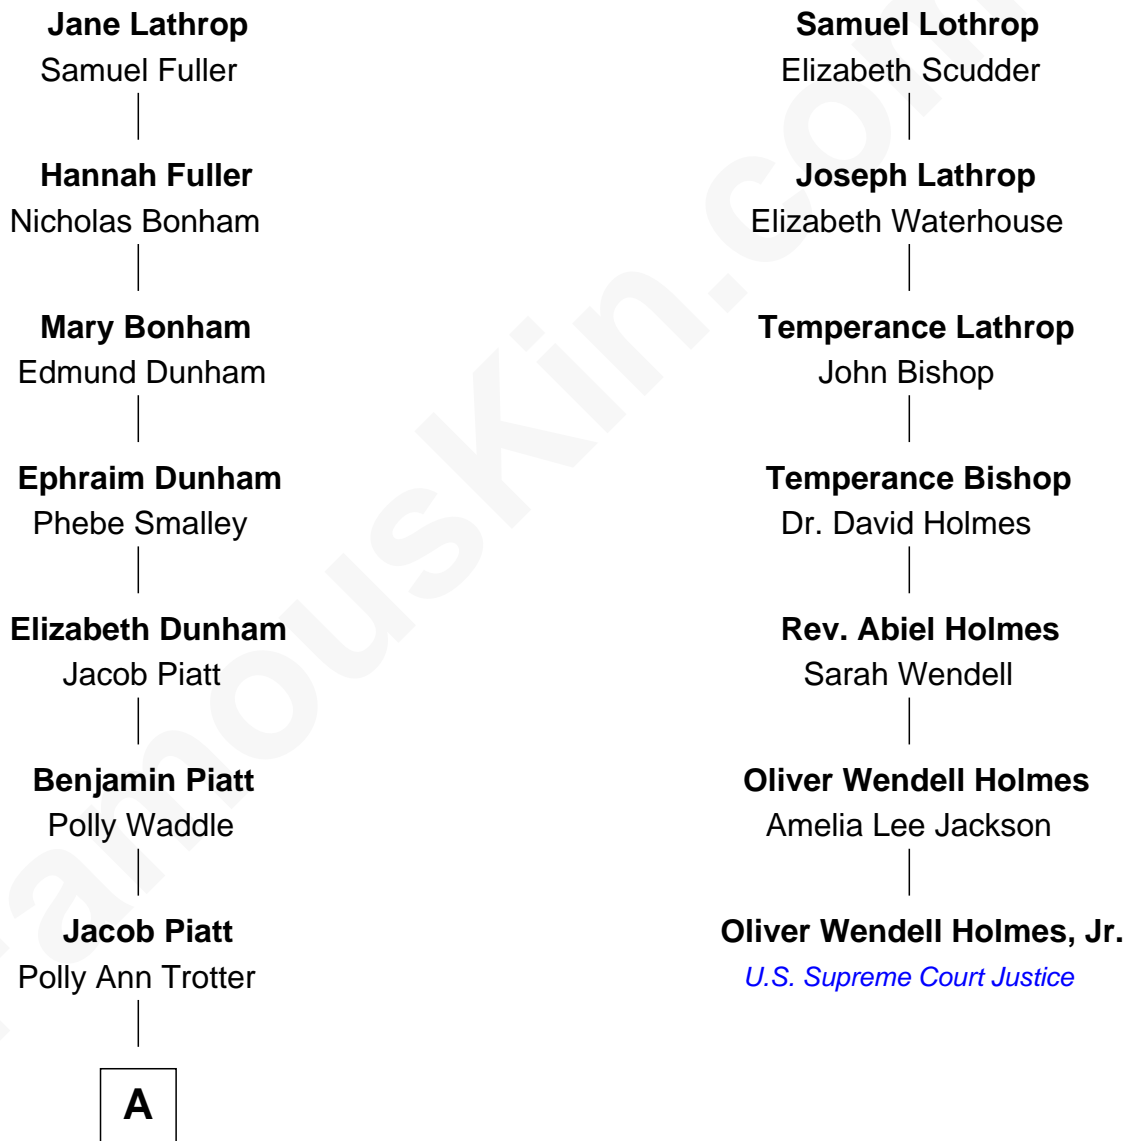 Jane Lathrop
Samuel Fuller
Hannah Fuller
Nicholas Bonham
Mary Bonham
Edmund Dunham
Ephraim Dunham
Phebe Smalley
Elizabeth Dunham
Jacob Piatt
Benjamin Piatt
Polly Waddle
Jacob Piatt
Polly Ann Trotter
A
Samuel Lothrop
Elizabeth Scudder
Joseph Lathrop
Elizabeth Waterhouse
Temperance Lathrop
John Bishop
Temperance Bishop
Dr. David Holmes
Rev. Abiel Holmes
Sarah Wendell
Oliver Wendell Holmes
Amelia Lee Jackson
Oliver Wendell Holmes, Jr.
U.S. Supreme Court Justice
FamousKin.com